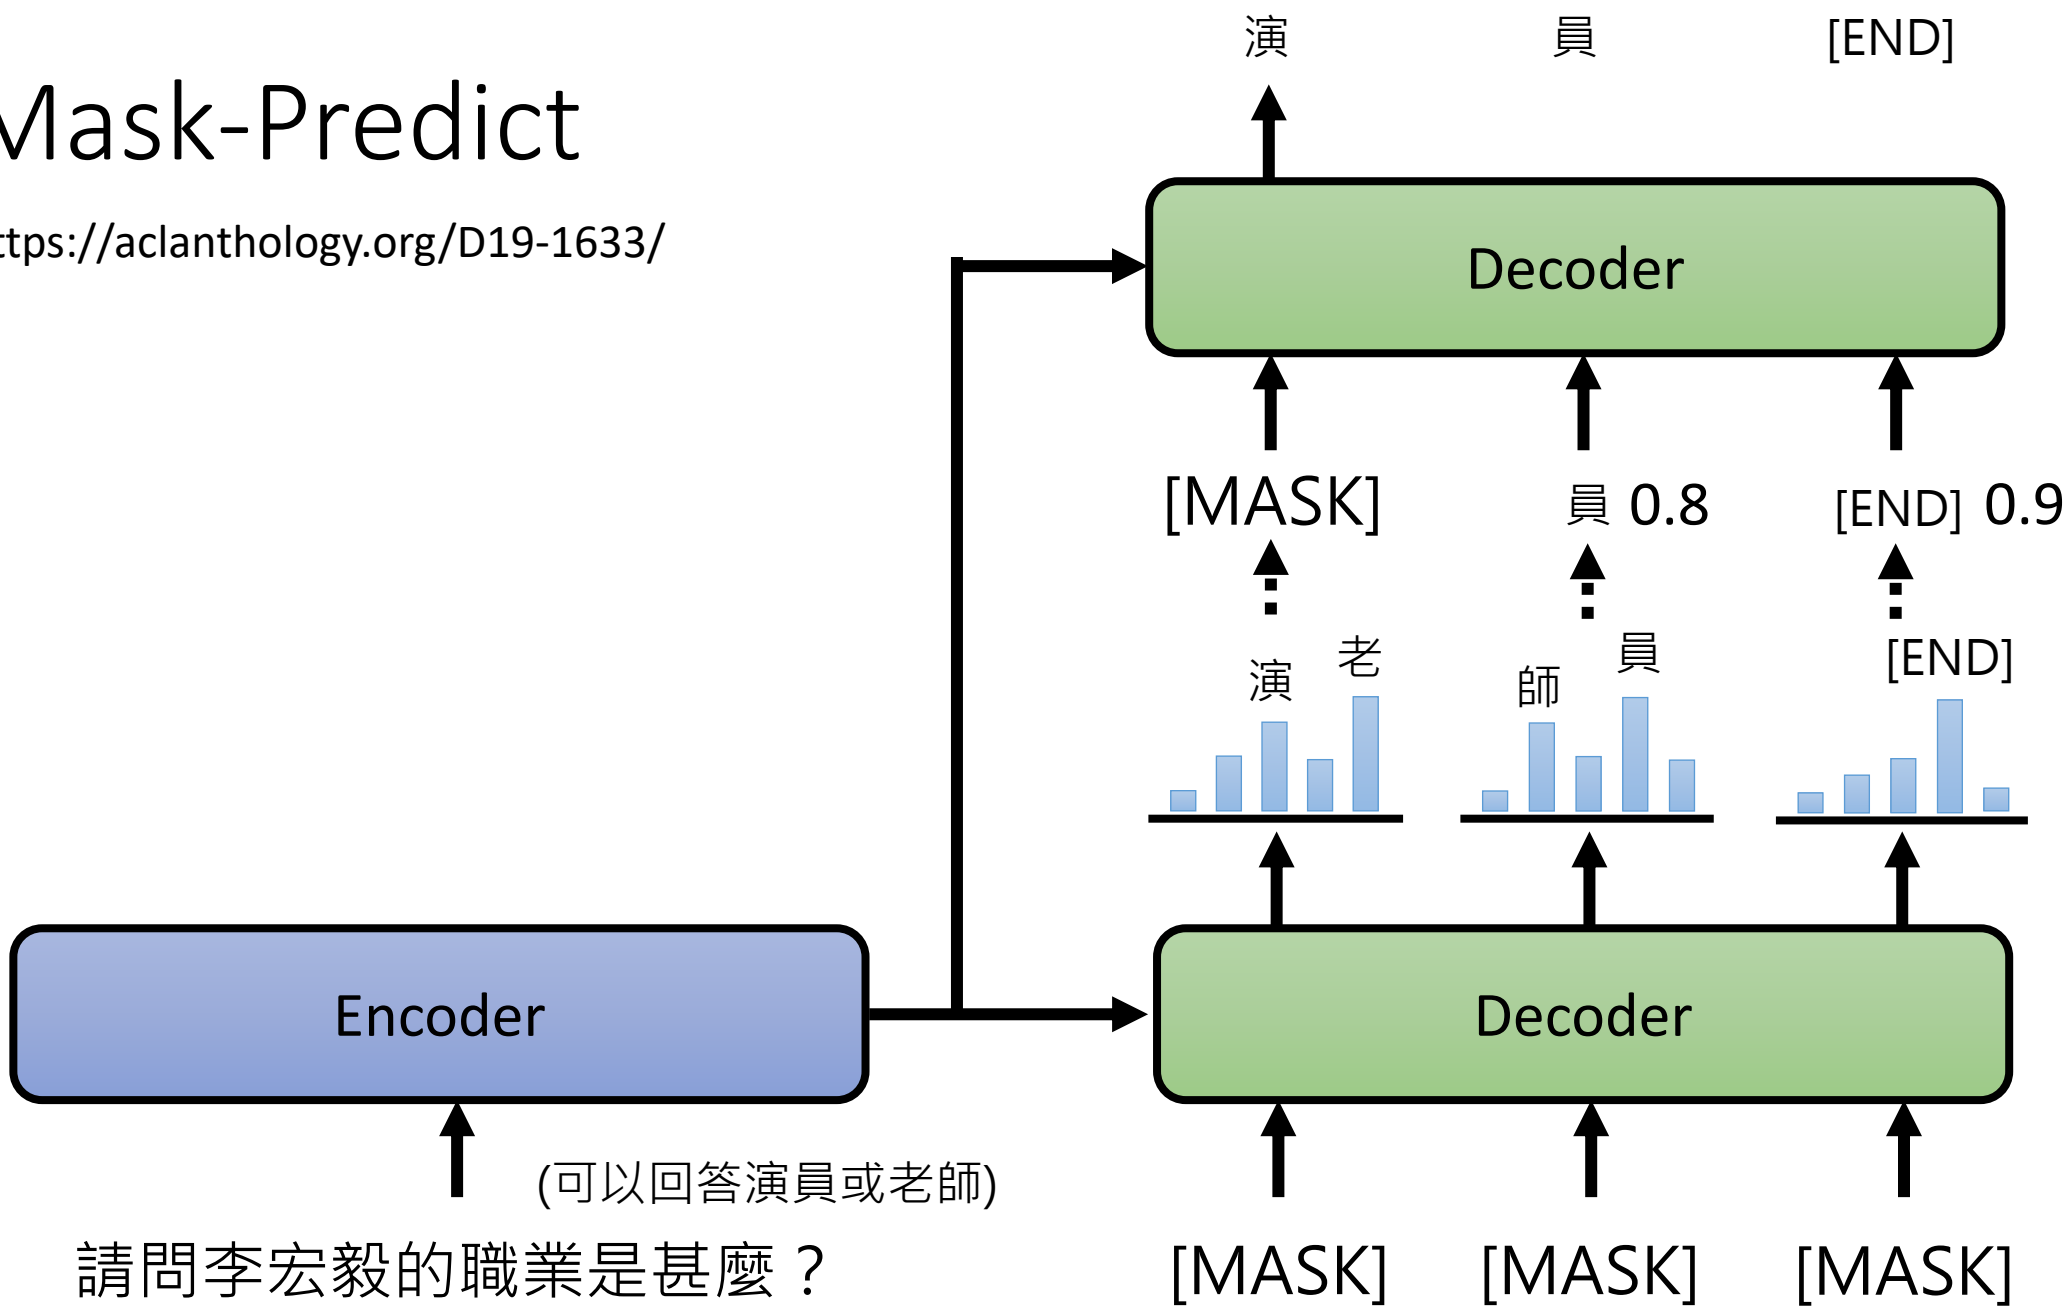 Mask-Predict
ttps://aclanthology.org/D19-1633/
演 員 [END]
Decoder
[MASK] 員 0.8 [END] 0.9
演 老 師 員 [END]
Encoder
Decoder
(可以回答演員或老師)
請問李宏毅的職業是甚麼？
[MASK] [MASK] [MASK]